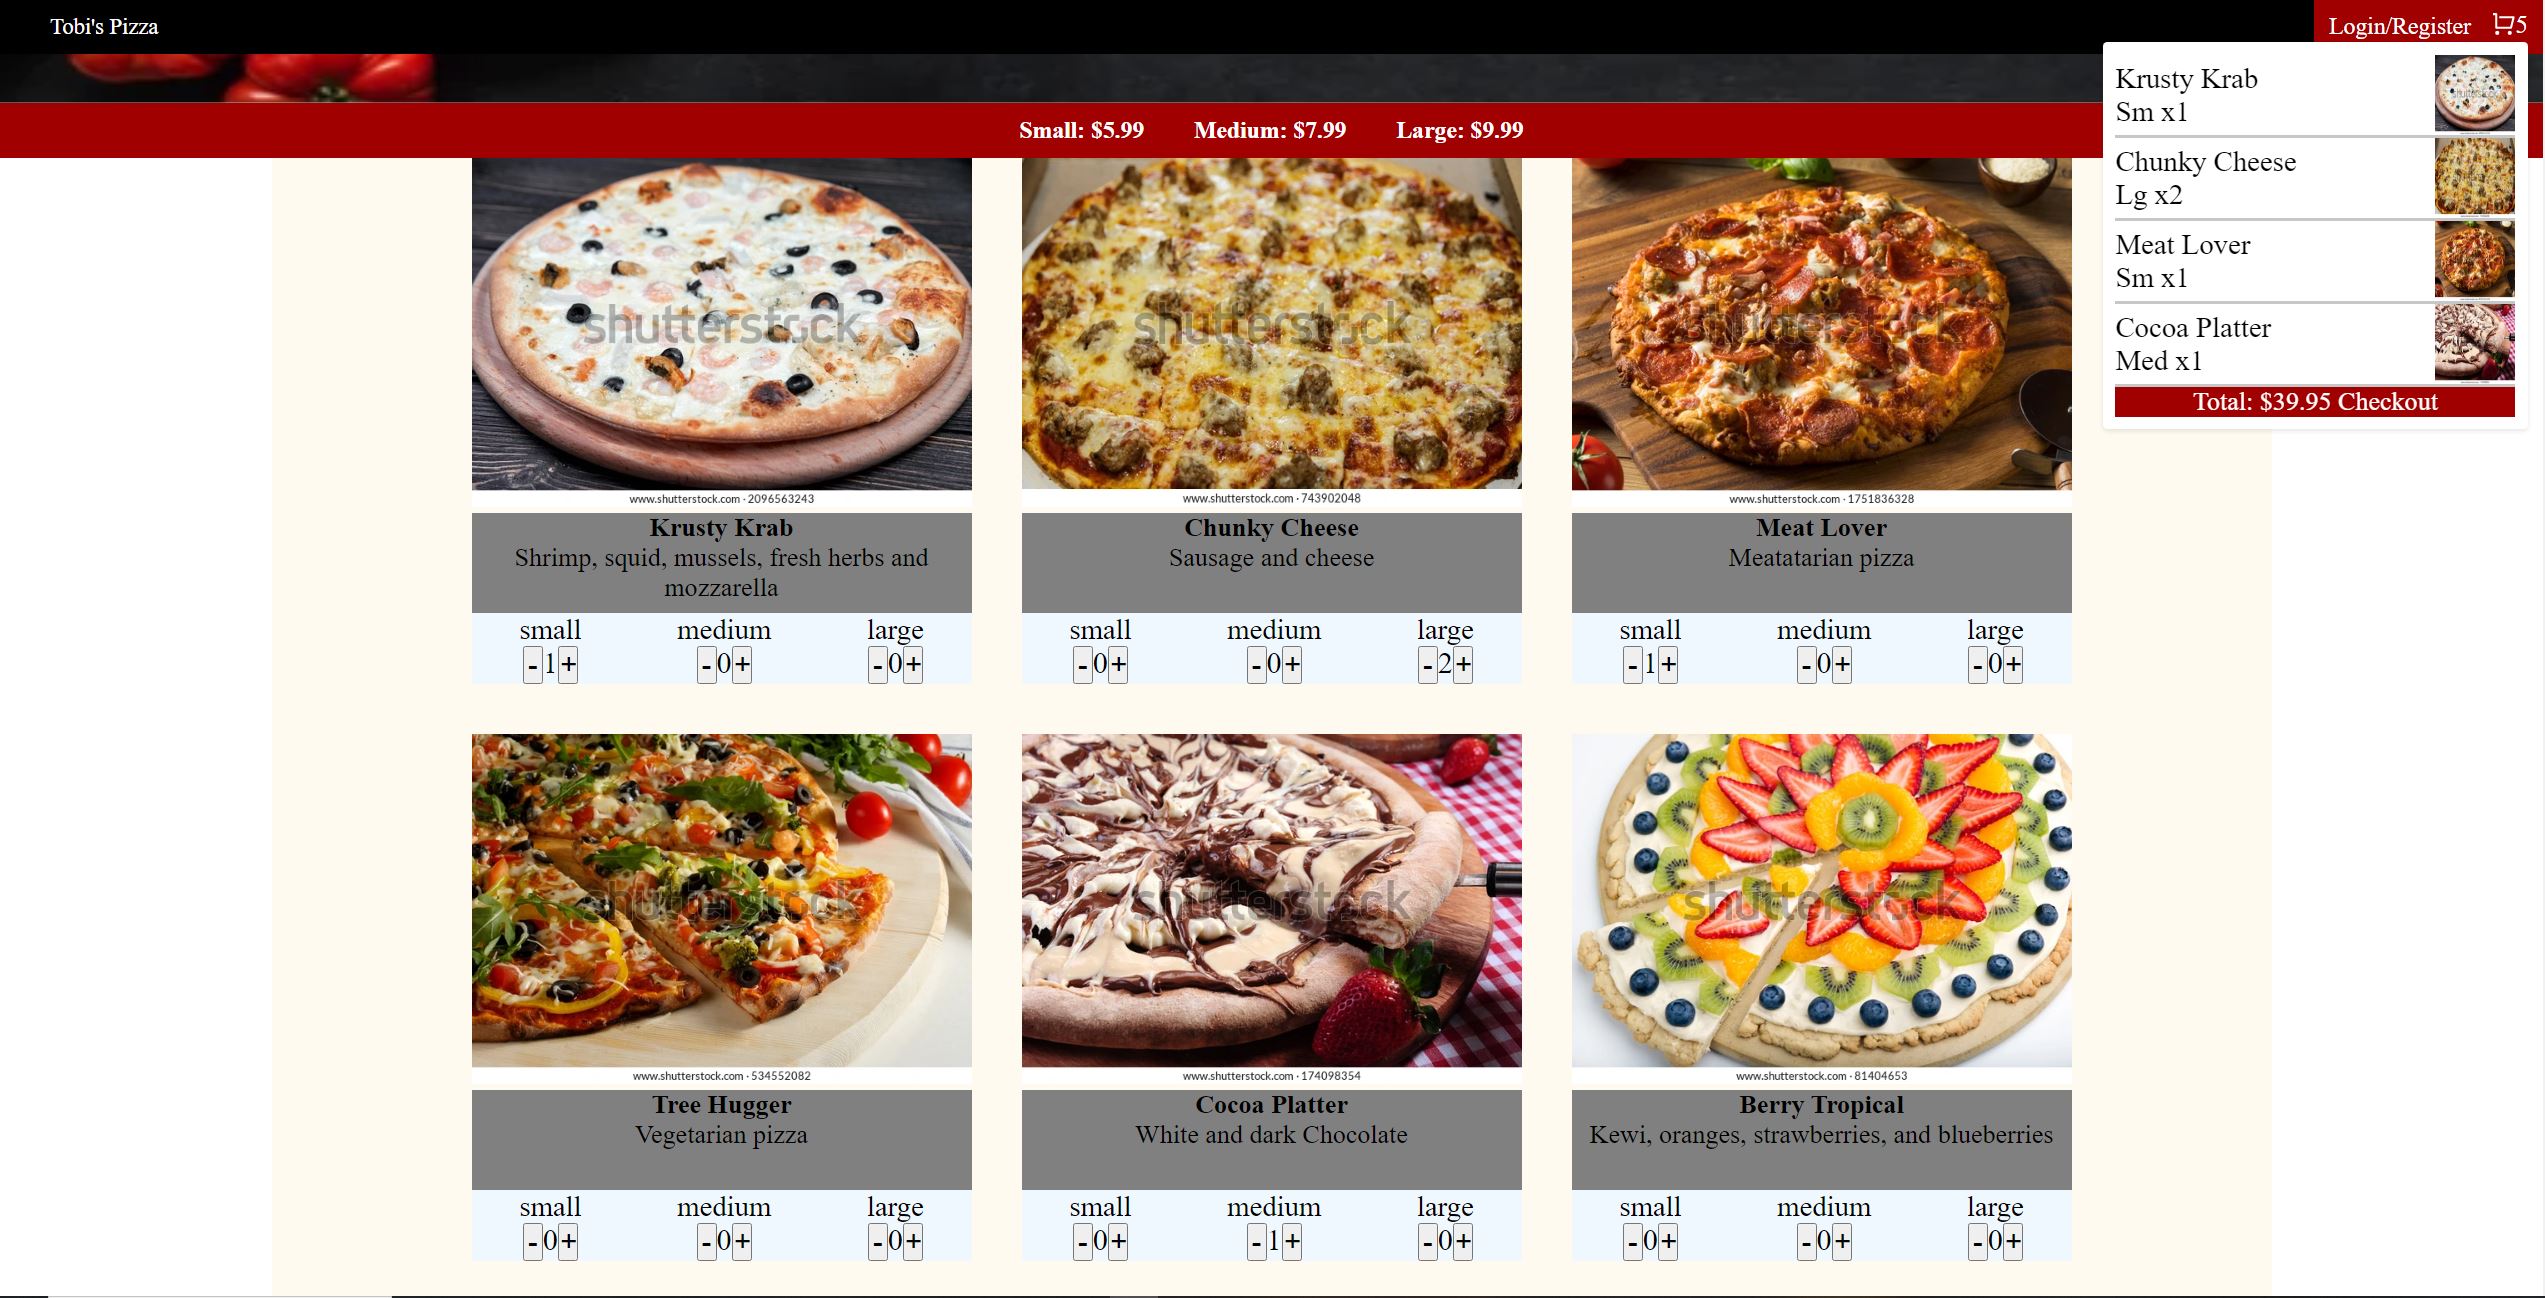 Tobi's Pizza
Login/Register 5
Small: $5.99 Medium: $7.99 Large: $9.99
Krusty Krab
Sm x1
Chunky Cheese
Lg x2
Meat Lover
Sm x1
Cocoa Platter
Med x1
Total: $39.95 Checkout
shutterstock
shutterstock
shutterstock
www.shutterstock.com · 2096563243
www.shutterstock.com · 743902048
www.shutterstock.com · 1751836328
Krusty Krab
Shrimp, squid, mussels, fresh herbs and
mozzarella
small medium large
-1+ -0+ -0+
Chunky Cheese
Sausage and cheese
small medium large
-0+ -0+ -2+
Meat Lover
Meatatarian pizza
small medium large
-1+ -0+ -0+
shutterstock
shutterstock
shutterstock
www.shutterstock.com · 534552082
www.shutterstock.com · 174098354
www.shutterstock.com · 81404653
Tree Hugger
Vegetarian pizza
small medium large
-0+ -0+ -0+
Cocoa Platter
White and dark Chocolate
small medium large
-0+ -1+ -0+
Berry Tropical
Kewi, oranges, strawberries, and blueberries
small medium large
-0+ -0+ -0+